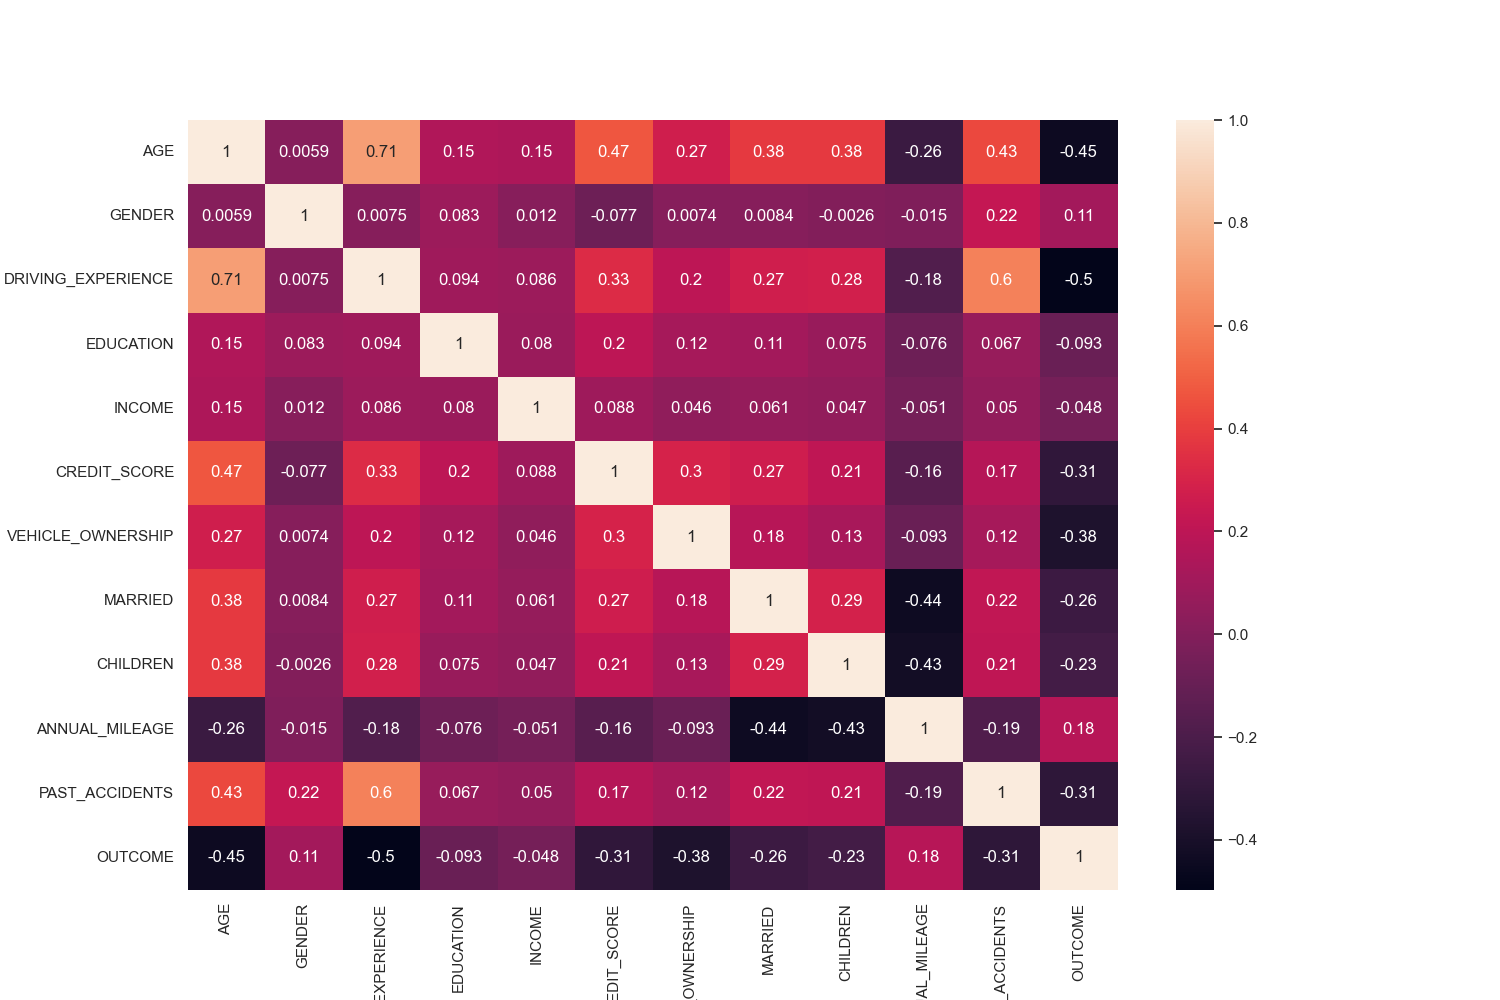 AGE 1 0.0059 0.71 0.15 0.15 0.47 0.27 0.38 0.38 -0.26 0.43 -0.45
GENDER 0.0059 1 0.0075 0.083 0.012 -0.077 0.0074 0.0084 -0.0026 -0.015 0.22 0.11
DRIVING_EXPERIENCE 0.71 0.0075 1 0.094 0.086 0.33 0.2 0.27 0.28 -0.18 0.6 -0.5
EDUCATION 0.15 0.083 0.094 1 0.08 0.2 0.12 0.11 0.075 -0.076 0.067 -0.093
INCOME 0.15 0.012 0.086 0.08 1 0.088 0.046 0.061 0.047 -0.051 0.05 -0.048
CREDIT_SCORE 0.47 -0.077 0.33 0.2 0.088 1 0.3 0.27 0.21 -0.16 0.17 -0.31
VEHICLE_OWNERSHIP 0.27 0.0074 0.2 0.12 0.046 0.3 1 0.18 0.13 -0.093 0.12 -0.38
MARRIED 0.38 0.0084 0.27 0.11 0.061 0.27 0.18 1 0.29 -0.44 0.22 -0.26
CHILDREN 0.38 -0.0026 0.28 0.075 0.047 0.21 0.13 0.29 1 -0.43 0.21 -0.23
ANNUAL_MILEAGE -0.26 -0.015 -0.18 -0.076 -0.051 -0.16 -0.093 -0.44 -0.43 1 -0.19 0.18
PAST_ACCIDENTS 0.43 0.22 0.6 0.067 0.05 0.17 0.12 0.22 0.21 -0.19 1 -0.31
OUTCOME -0.45 0.11 -0.5 -0.093 -0.048 -0.31 -0.38 -0.26 -0.23 0.18 -0.31 1
AGE
GENDER
EXPERIENCE
EDUCATION
INCOME
EDIT_SCORE
OWNERSHIP
MARRIED
CHILDREN
AL_MILEAGE
_ACCIDENTS
OUTCOME
1.0
0.8
0.6
0.4
0.2
0.0
−0.2
−0.4